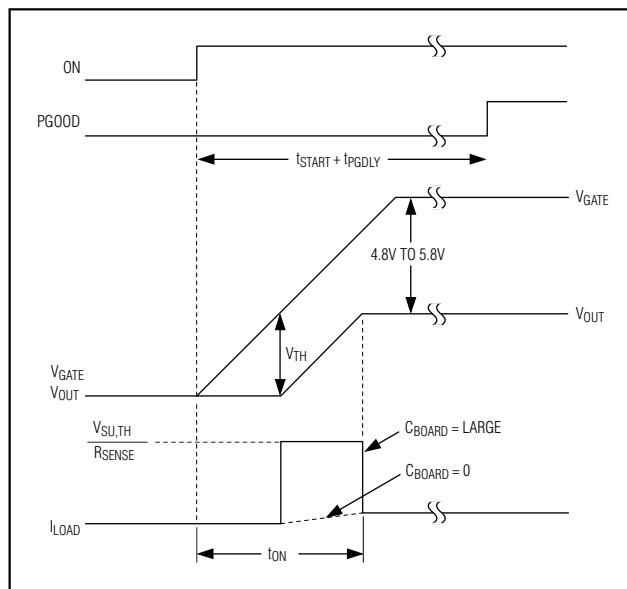 ON
PGOOD
tSTART + tPGDLY
VGATE
4.8V TO 5.8V
VOUT
VTH
VGATE
VOUT
VSU,TH
RSENSE
CBOARD = LARGE
CBOARD = 0
ILOAD
tON